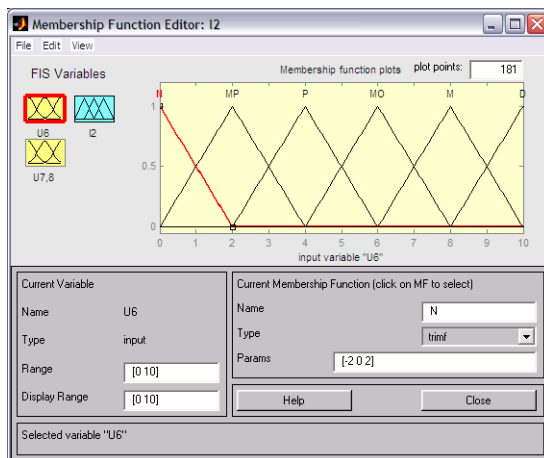 Membership Function Editor: I2
File Edit View
FIS Variables
U6
I2
U7,8
Membership function plots
plot points:
181
N MP P MO M D
1
0.5
0
0 1 2 3 4 5 6 7 8 9 10
input variable "U6"
Current Variable
Name U6
Type input
Range [0 10]
Display Range [0 10]
Current Membership Function (click on MF to select)
Name N
Type trimf
Params [-2 0 2]
Help
Close
Selected variable "U6"